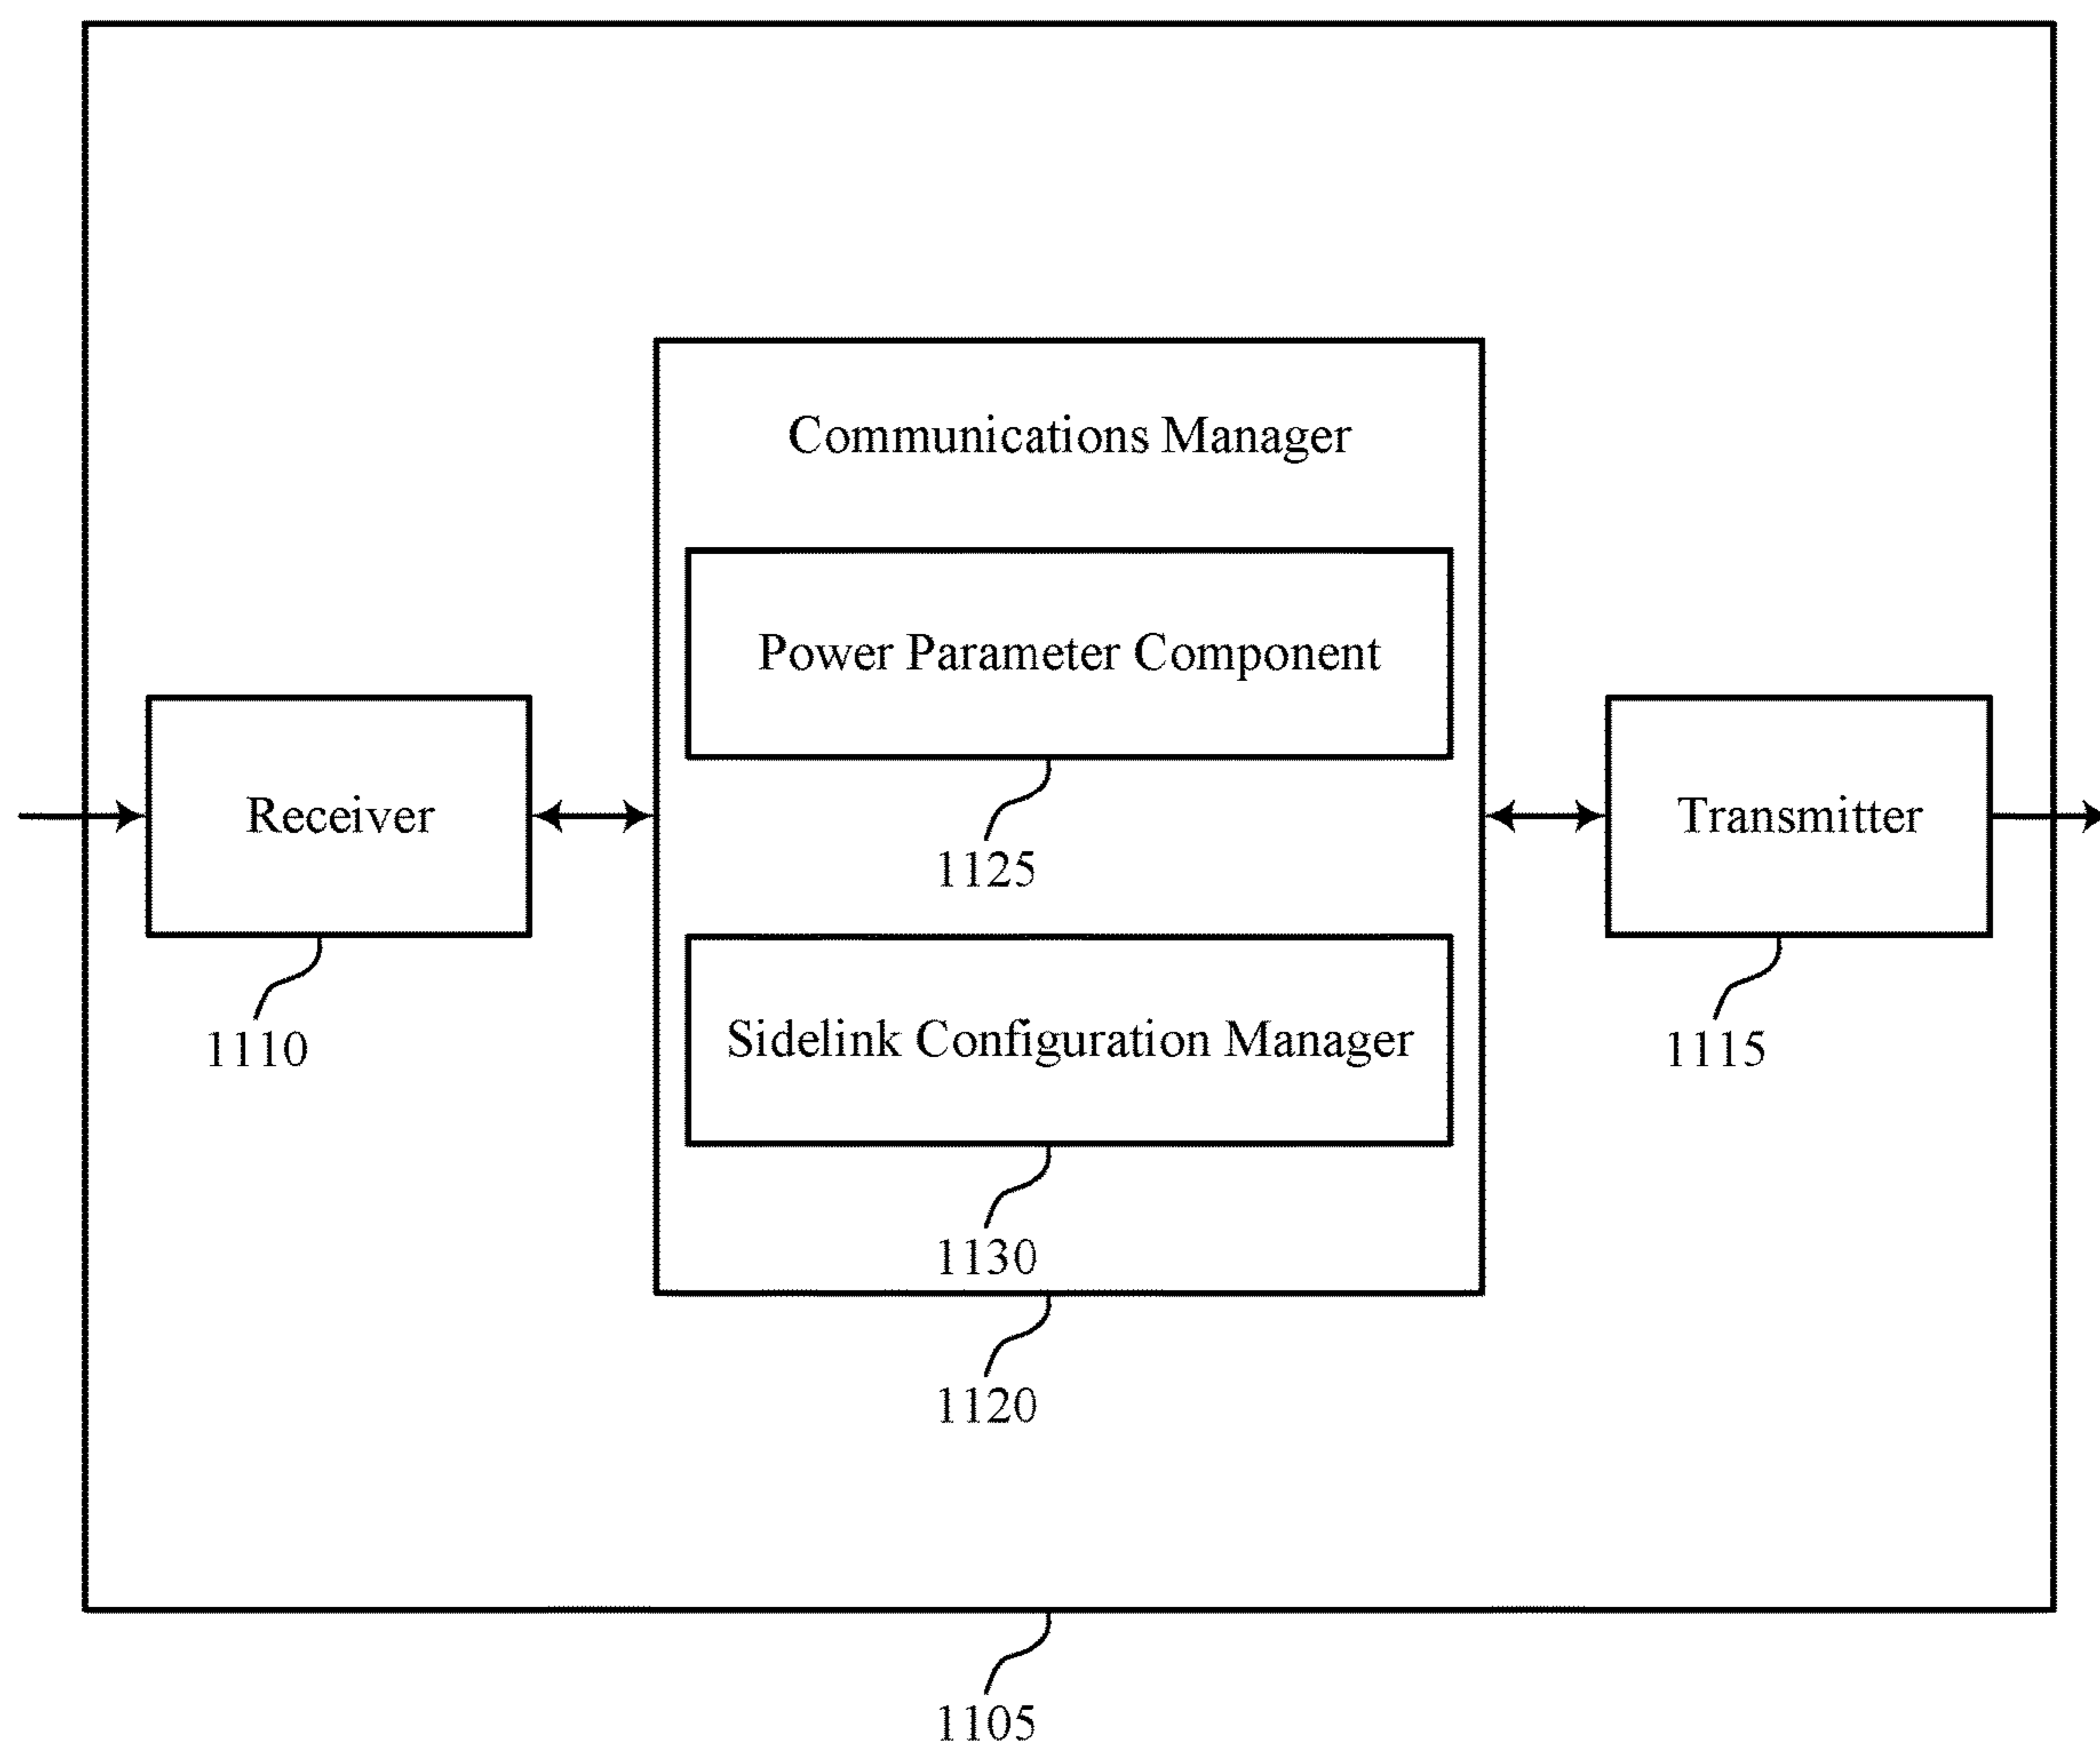 Communications Manager
Power Parameter Component
1125
Receiver
1110
Transmitter
1115
Sidelink Configuration Manager
1130
1120
1105